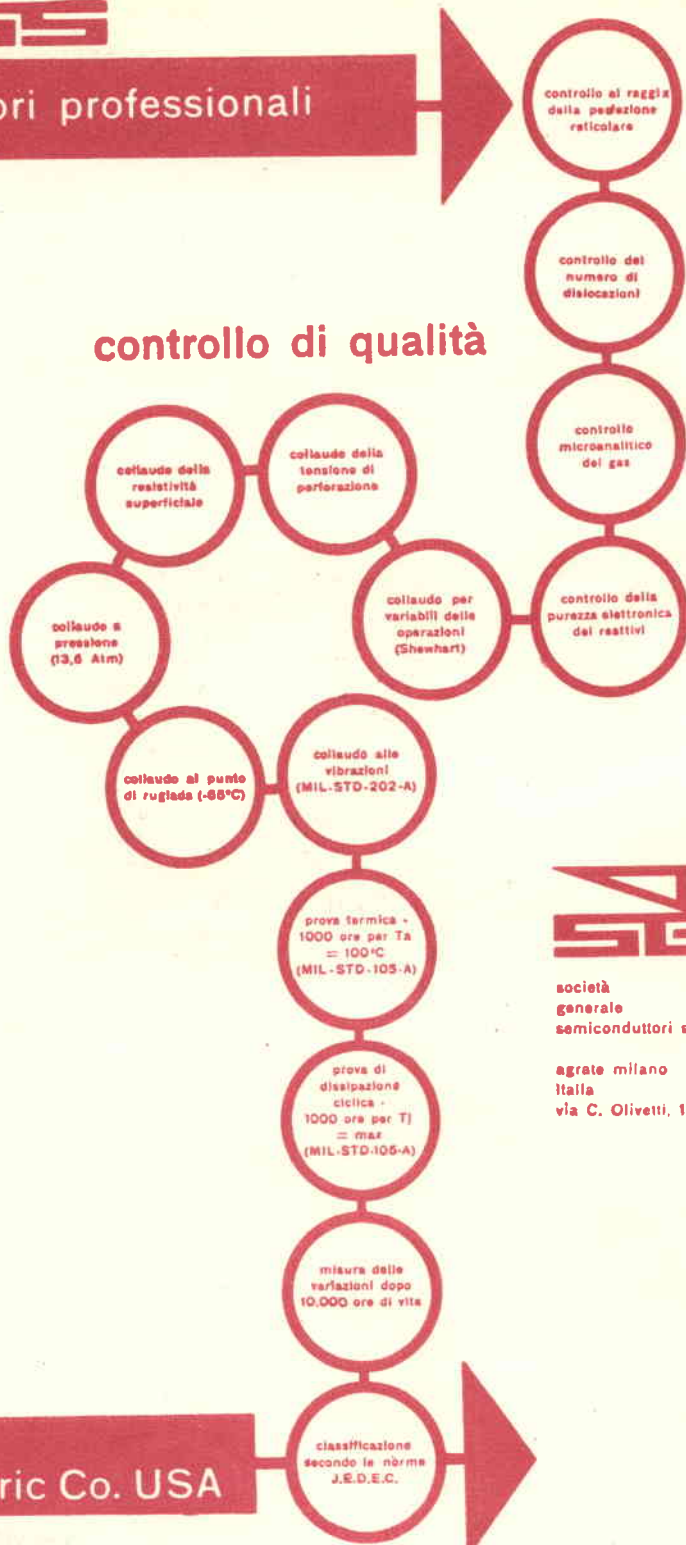 ori professionali
controllo ai raggi x
della perfezione
reticolare
controllo del
numero di
dislocazioni
controllo di qualità
controllo
microanalitico
dei gas
collaudo della
tensione di
perforazione
collaudo della
resistività
superficiale
collaudo per
variabili delle
operazioni
(Shewhart)
controllo della
purezza elettronica
dei reattivi
collaudo a
pressione
(13,6 Atm)
collaudo al punto
di rugiada (-65°C)
collaudo alle
vibrazioni
(MIL-STD-202-A)
prova termica -
1000 ore per Ta
= 100°C
(MIL-STD-105-A)
società
generale
semiconduttori s
agrate milano
italia
via C. Olivetti, 1
prova di
dissipazione
ciclica -
1000 ore per Tj
= max
(MIL-STD-105-A)
misura delle
variazioni dopo
10.000 ore di vita
classificazione
secondo le norme
J.E.D.E.C.
ric Co. USA